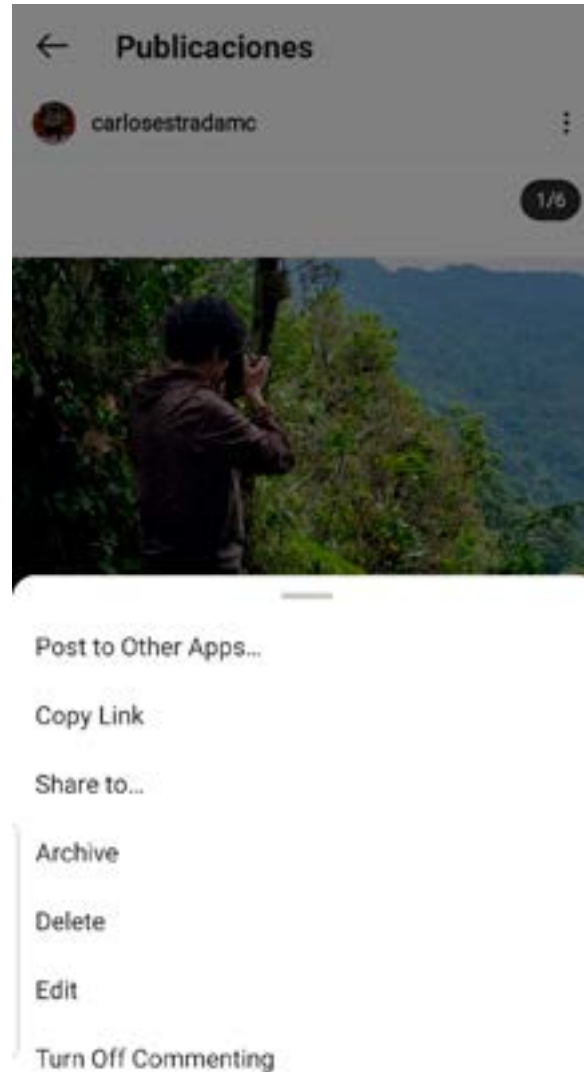 Publicaciones
carlosestradamc
1/6
Post to Other Apps...
Copy Link
Share to...
Archive
Delete
Edit
Turn Off Commenting